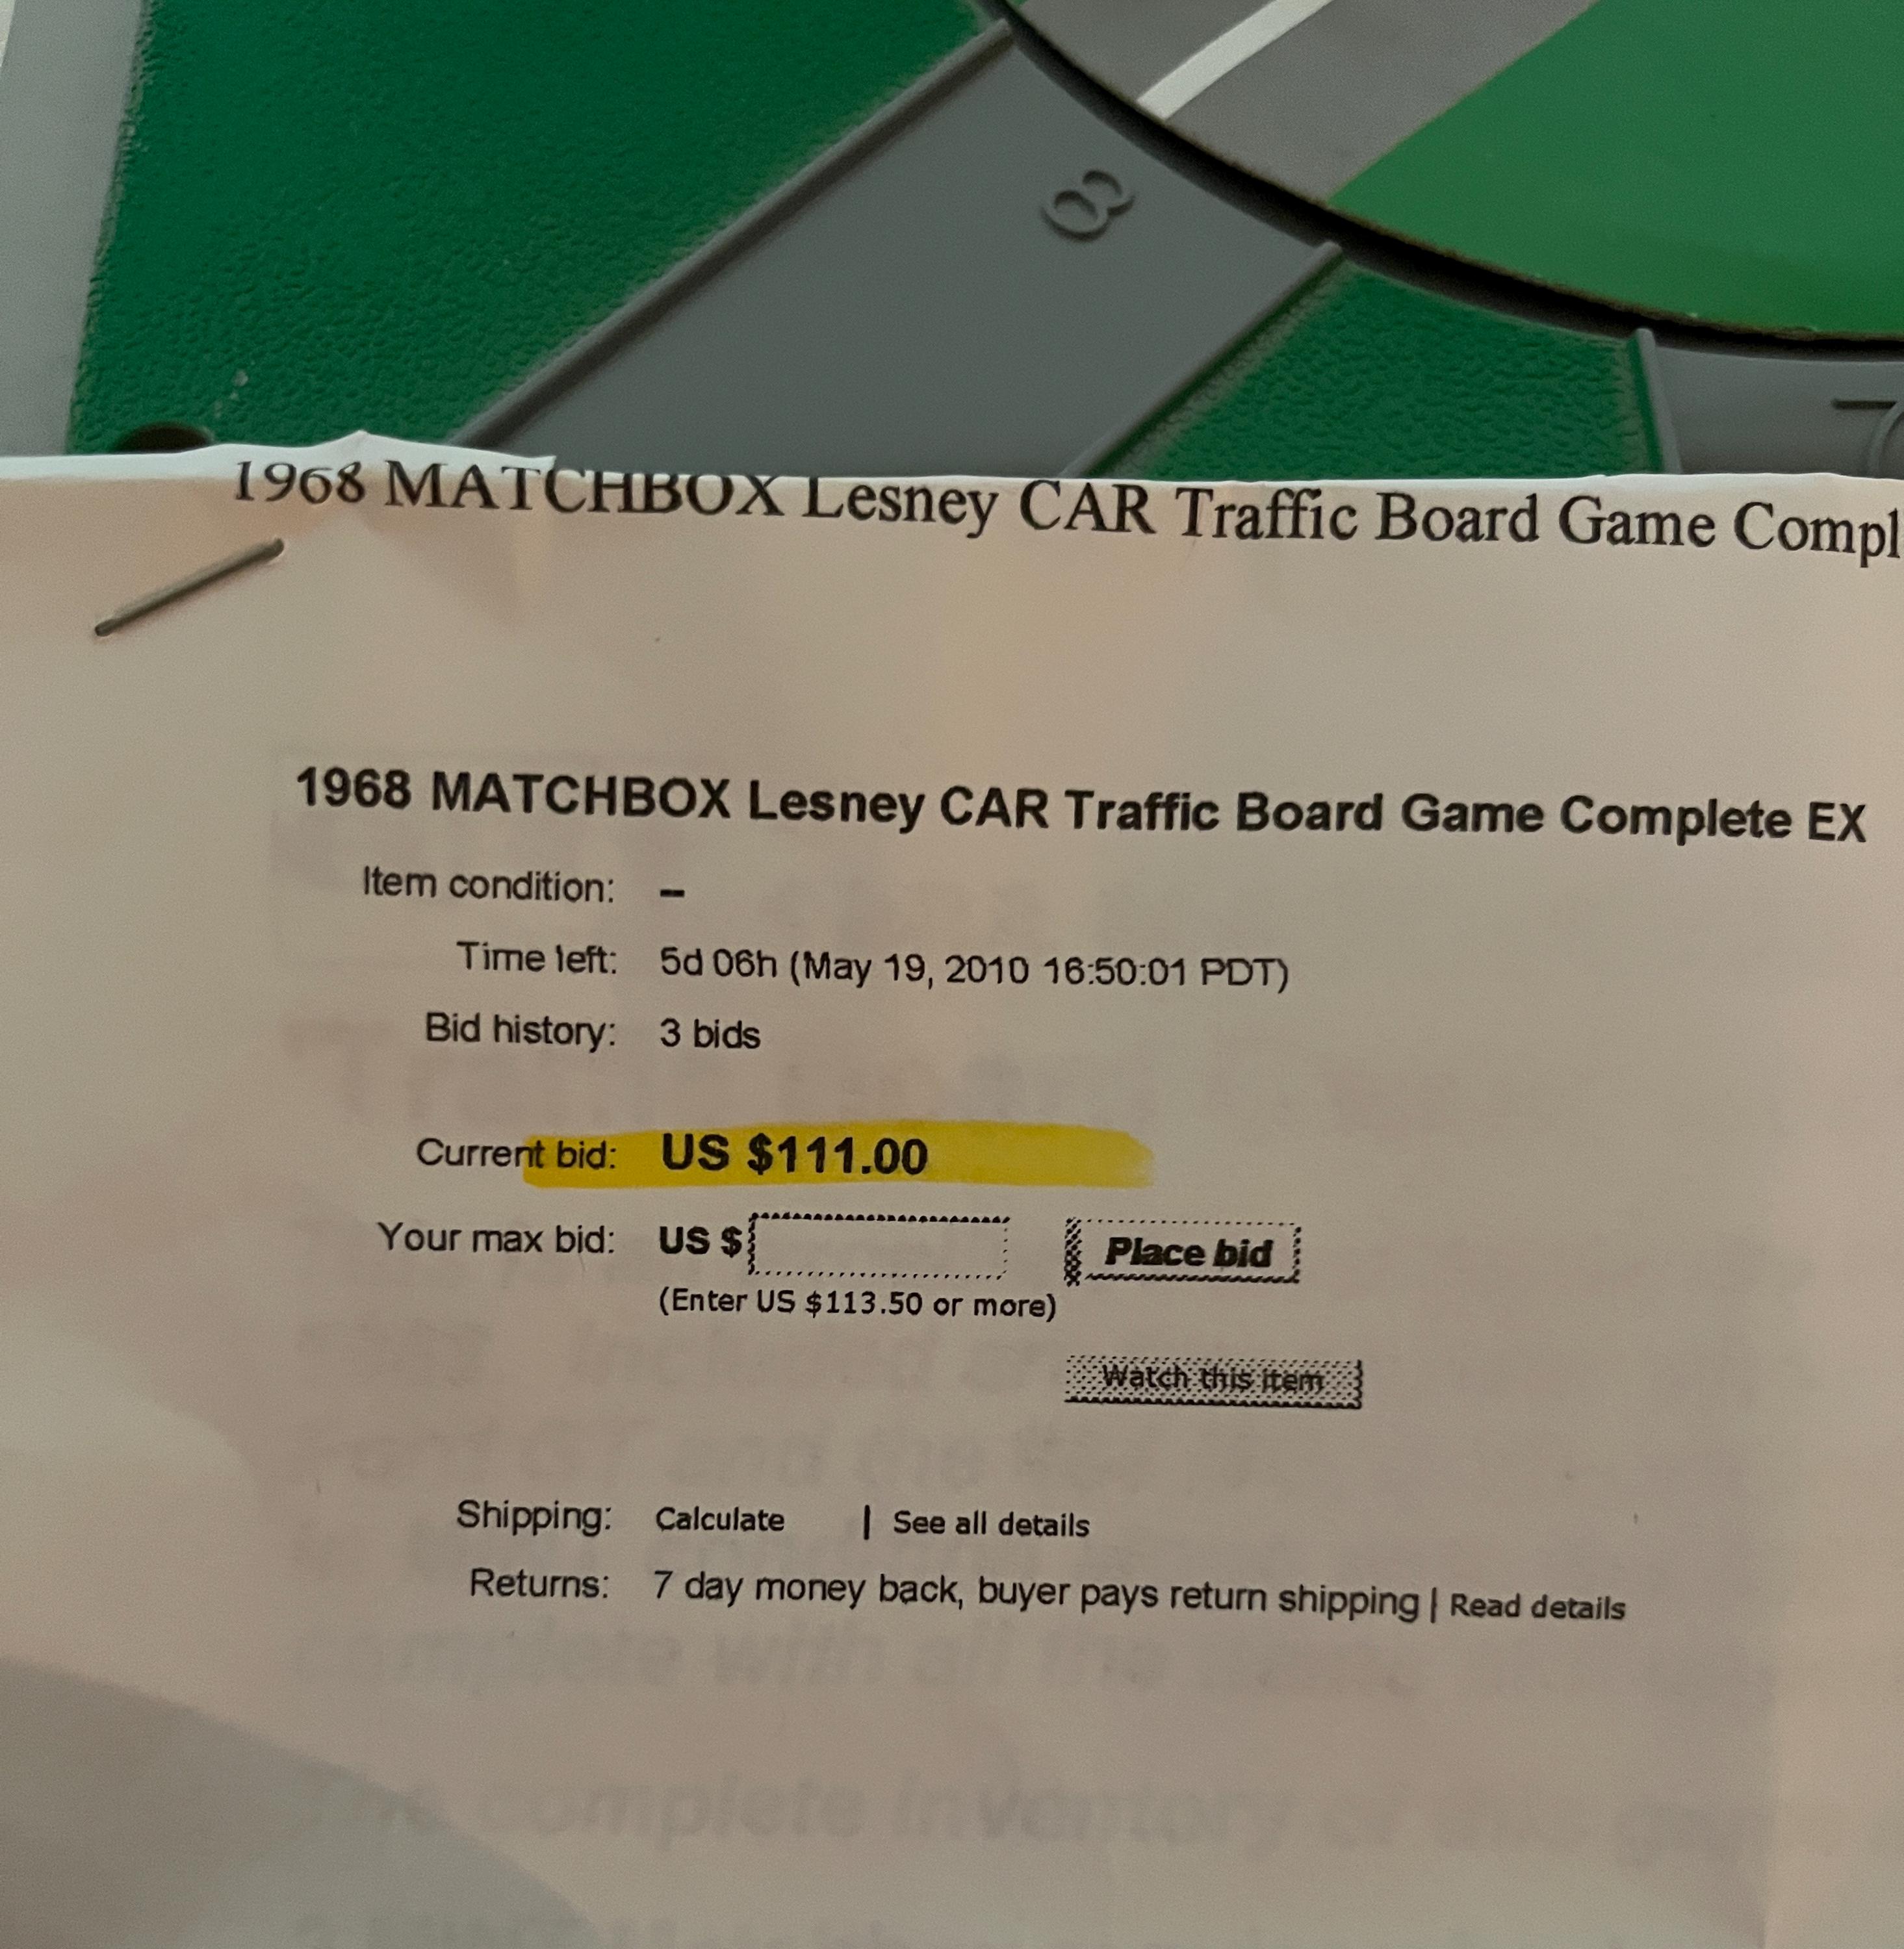 8
1968 MATCHBOX Lesney CAR Traffic Board Game Compl
1968 MATCHBOX Lesney CAR Traffic Board Game Complete EX
Item condition: --
Time left: 5d 06h (May 19, 2010 16:50:01 PDT)
Bid history: 3 bids
Current bid: US $111.00
Your max bid: US $ Place bid
(Enter US $113.50 or more)
Watch this item
Shipping: Calculate | See all details
Returns: 7 day money back, buyer pays return shipping | Read details